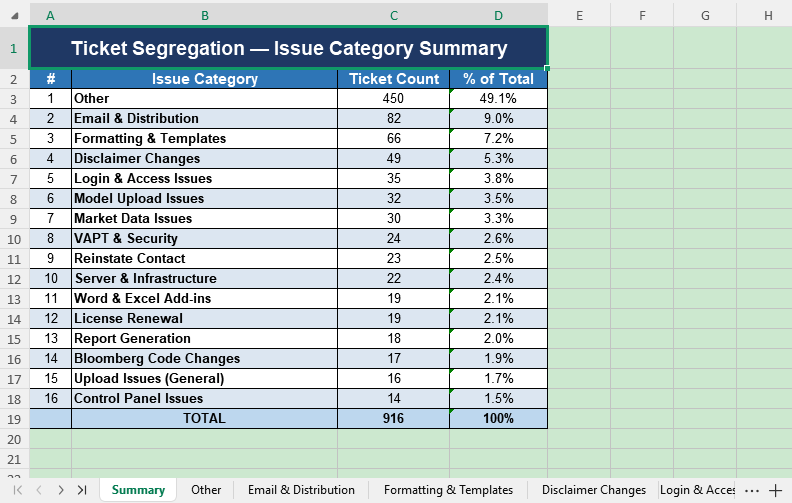 A B C D E F G H
1 Ticket Segregation — Issue Category Summary
2 # Issue Category Ticket Count % of Total
3 1 Other 450 49.1%
4 2 Email & Distribution 82 9.0%
5 3 Formatting & Templates 66 7.2%
6 4 Disclaimer Changes 49 5.3%
7 5 Login & Access Issues 35 3.8%
8 6 Model Upload Issues 32 3.5%
9 7 Market Data Issues 30 3.3%
10 8 VAPT & Security 24 2.6%
11 9 Reinstate Contact 23 2.5%
12 10 Server & Infrastructure 22 2.4%
13 11 Word & Excel Add-ins 19 2.1%
14 12 License Renewal 19 2.1%
15 13 Report Generation 18 2.0%
16 14 Bloomberg Code Changes 17 1.9%
17 15 Upload Issues (General) 16 1.7%
18 16 Control Panel Issues 14 1.5%
19 TOTAL 916 100%
20
21
Summary Other Email & Distribution Formatting & Templates Disclaimer Changes Login & Acces ...